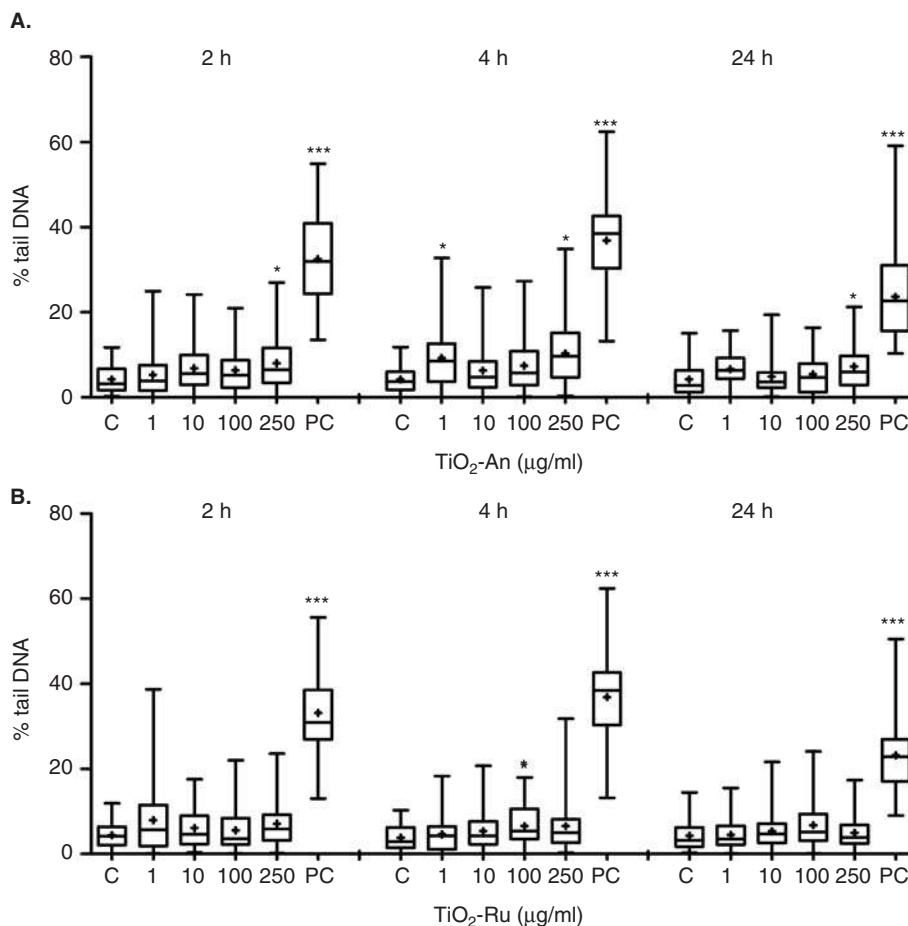 A.
2 h 4 h 24 h
80
60
40
20
0
% tail DNA
*** *** ***
* * * *
C 1 10 100 250 PC C 1 10 100 250 PC C 1 10 100 250 PC
TiO₂-An (μg/ml)
B.
2 h 4 h 24 h
80
60
40
20
0
% tail DNA
*** *** ***
*
C 1 10 100 250 PC C 1 10 100 250 PC C 1 10 100 250 PC
TiO₂-Ru (μg/ml)